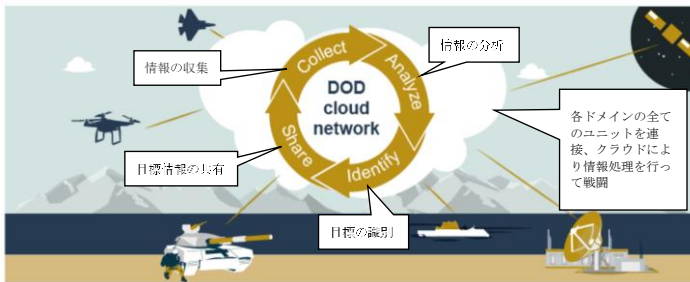 情報の収集
Collect
情報の分析
Analyze
DOD
cloud
network
各ドメインの全て
のユニットを連
接、クラウドによ
り情報処理を行っ
て戦闘
Share
目標情報の共有
Identify
目標の識別